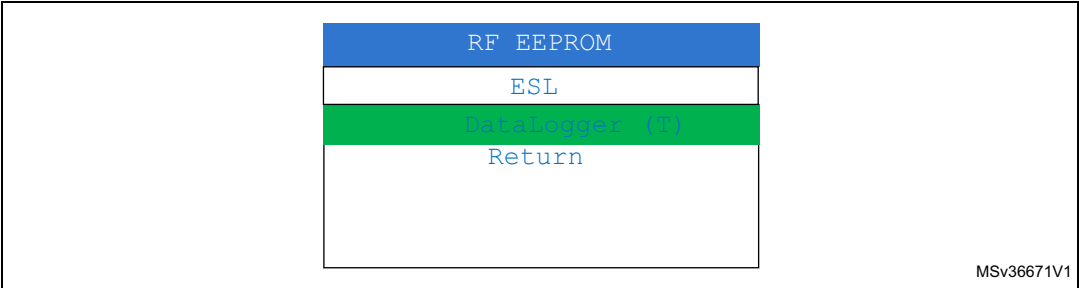 RF EEPROM
ESL
DataLogger (T)
Return
MSv36671V1